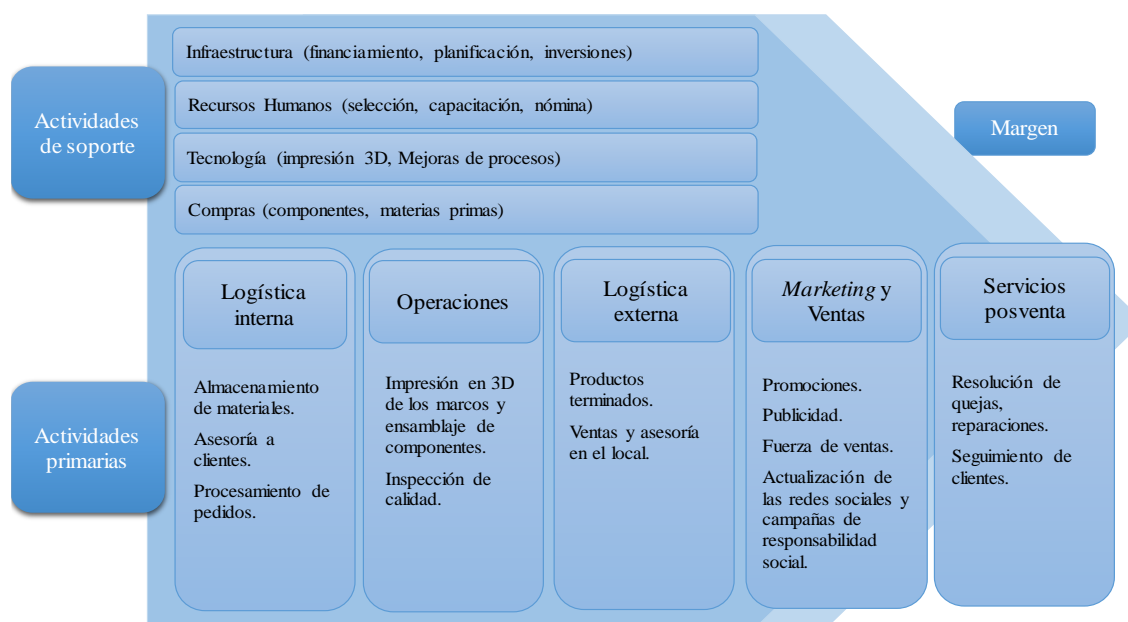 Actividades
de soporte
Infraestructura (financiamiento, planificación, inversiones)
Recursos Humanos (selección, capacitación, nómina)
Tecnología (impresión 3D, Mejoras de procesos)
Compras (componentes, materias primas)
Margen
Actividades
primarias
Logística
interna
Almacenamiento
de materiales.
Asesoría a
clientes.
Procesamiento de
pedidos.
Operaciones
Impresión en 3D
de los marcos y
ensamblaje de
componentes.
Inspección de
calidad.
Logística
externa
Productos
terminados.
Ventas y asesoría
en el local.
Marketing y
Ventas
Promociones.
Publicidad.
Fuerza de ventas.
Actualización de
las redes sociales y
campañas de
responsabilidad
social.
Servicios
posventa
Resolución de
quejas,
reparaciones.
Seguimiento de
clientes.